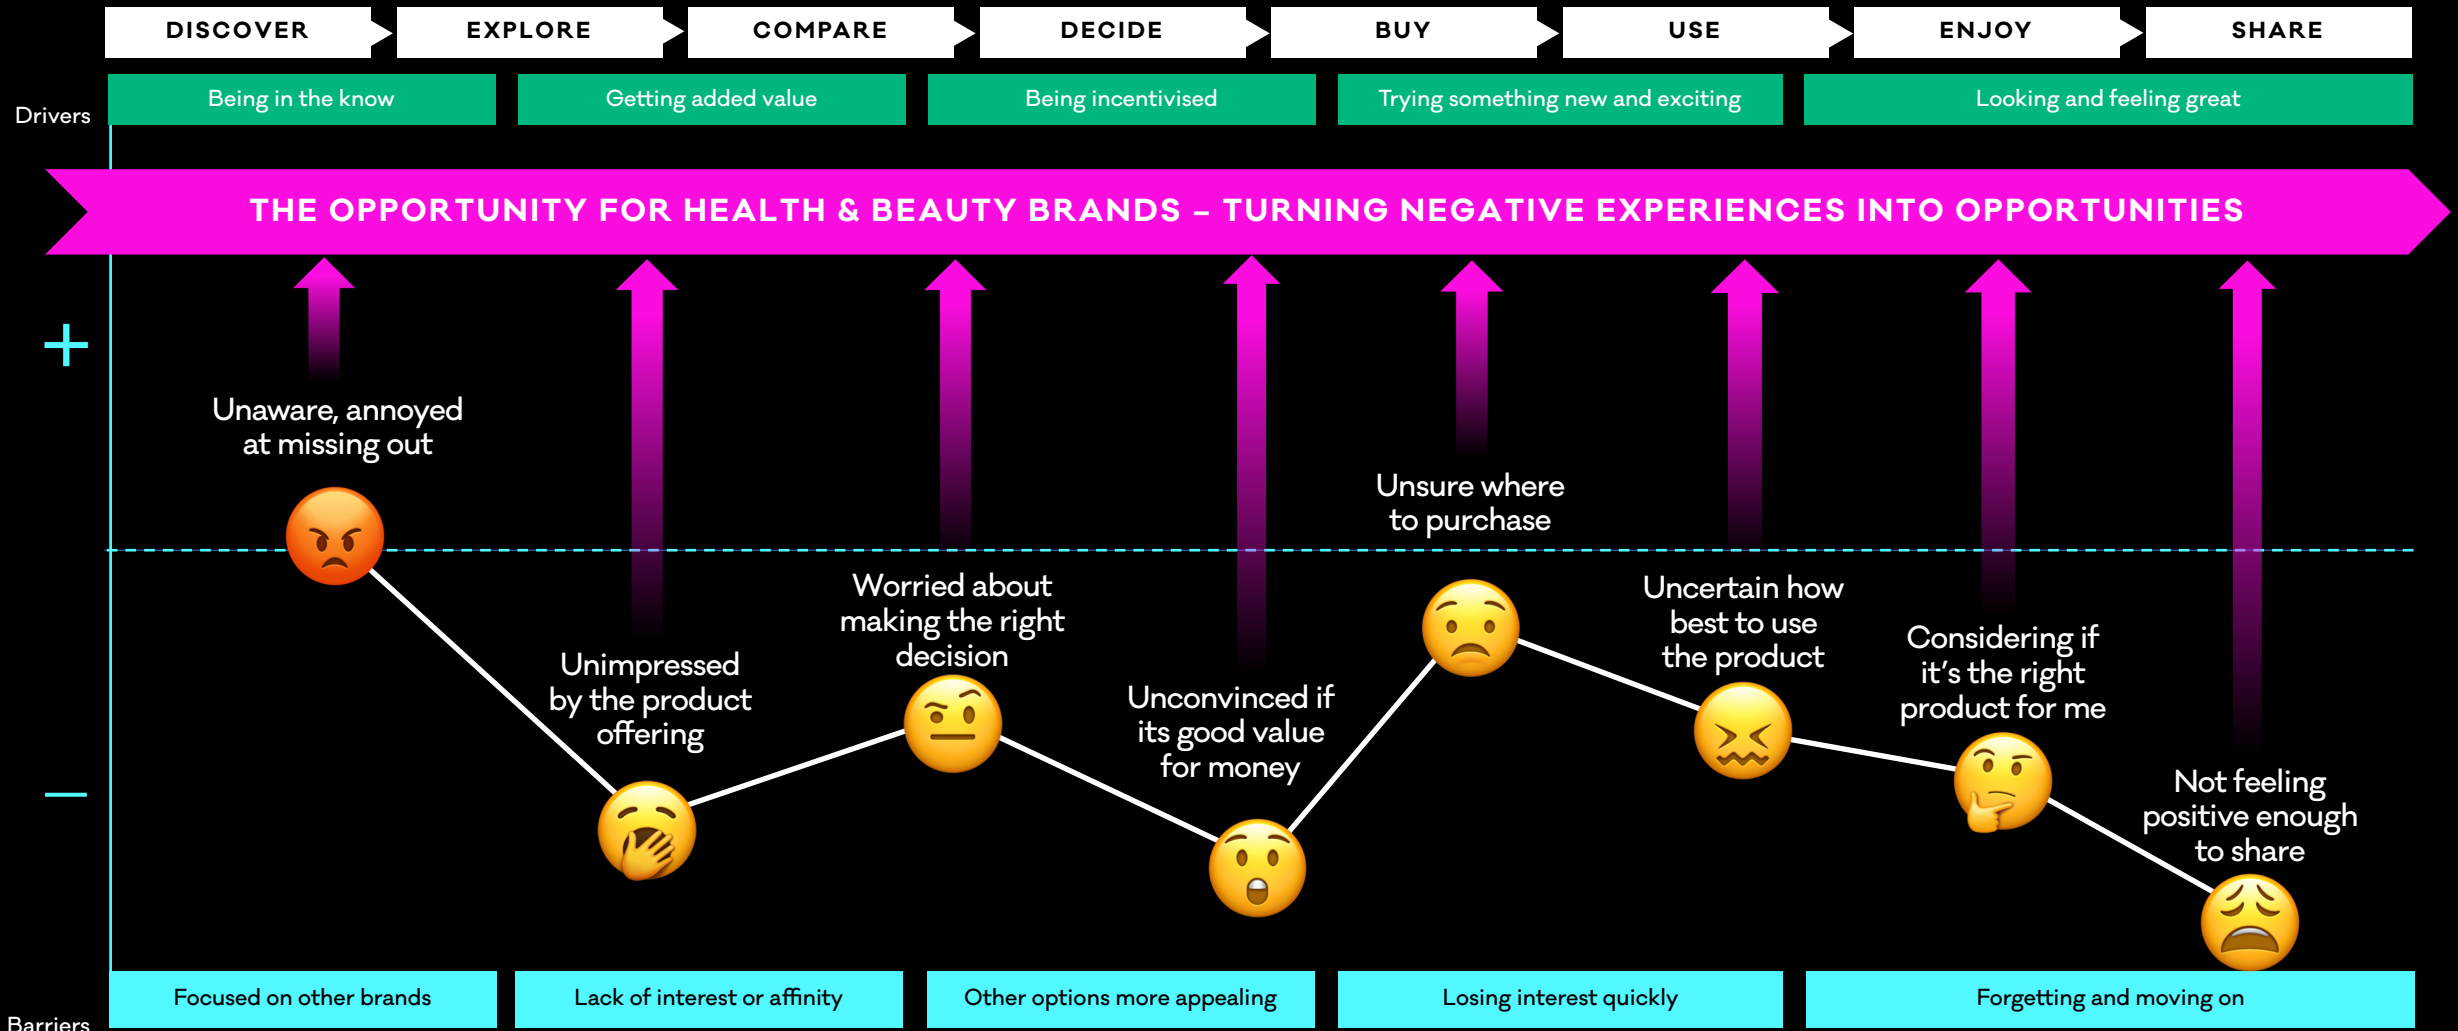 DISCOVER
EXPLORE
COMPARE
DECIDE
BUY
USE
ENJOY
SHARE
Drivers
Being in the know
Getting added value
Being incentivised
Trying something new and exciting
Looking and feeling great
THE OPPORTUNITY FOR HEALTH & BEAUTY BRANDS – TURNING NEGATIVE EXPERIENCES INTO OPPORTUNITIES
+
Unaware, annoyed
at missing out
Unimpressed
by the product
offering
Worried about
making the right
decision
Unconvinced if
its good value
for money
Unsure where
to purchase
Uncertain how
best to use
the product
Considering if
it's the right
product for me
Not feeling
positive enough
to share
–
Barriers
Focused on other brands
Lack of interest or affinity
Other options more appealing
Losing interest quickly
Forgetting and moving on